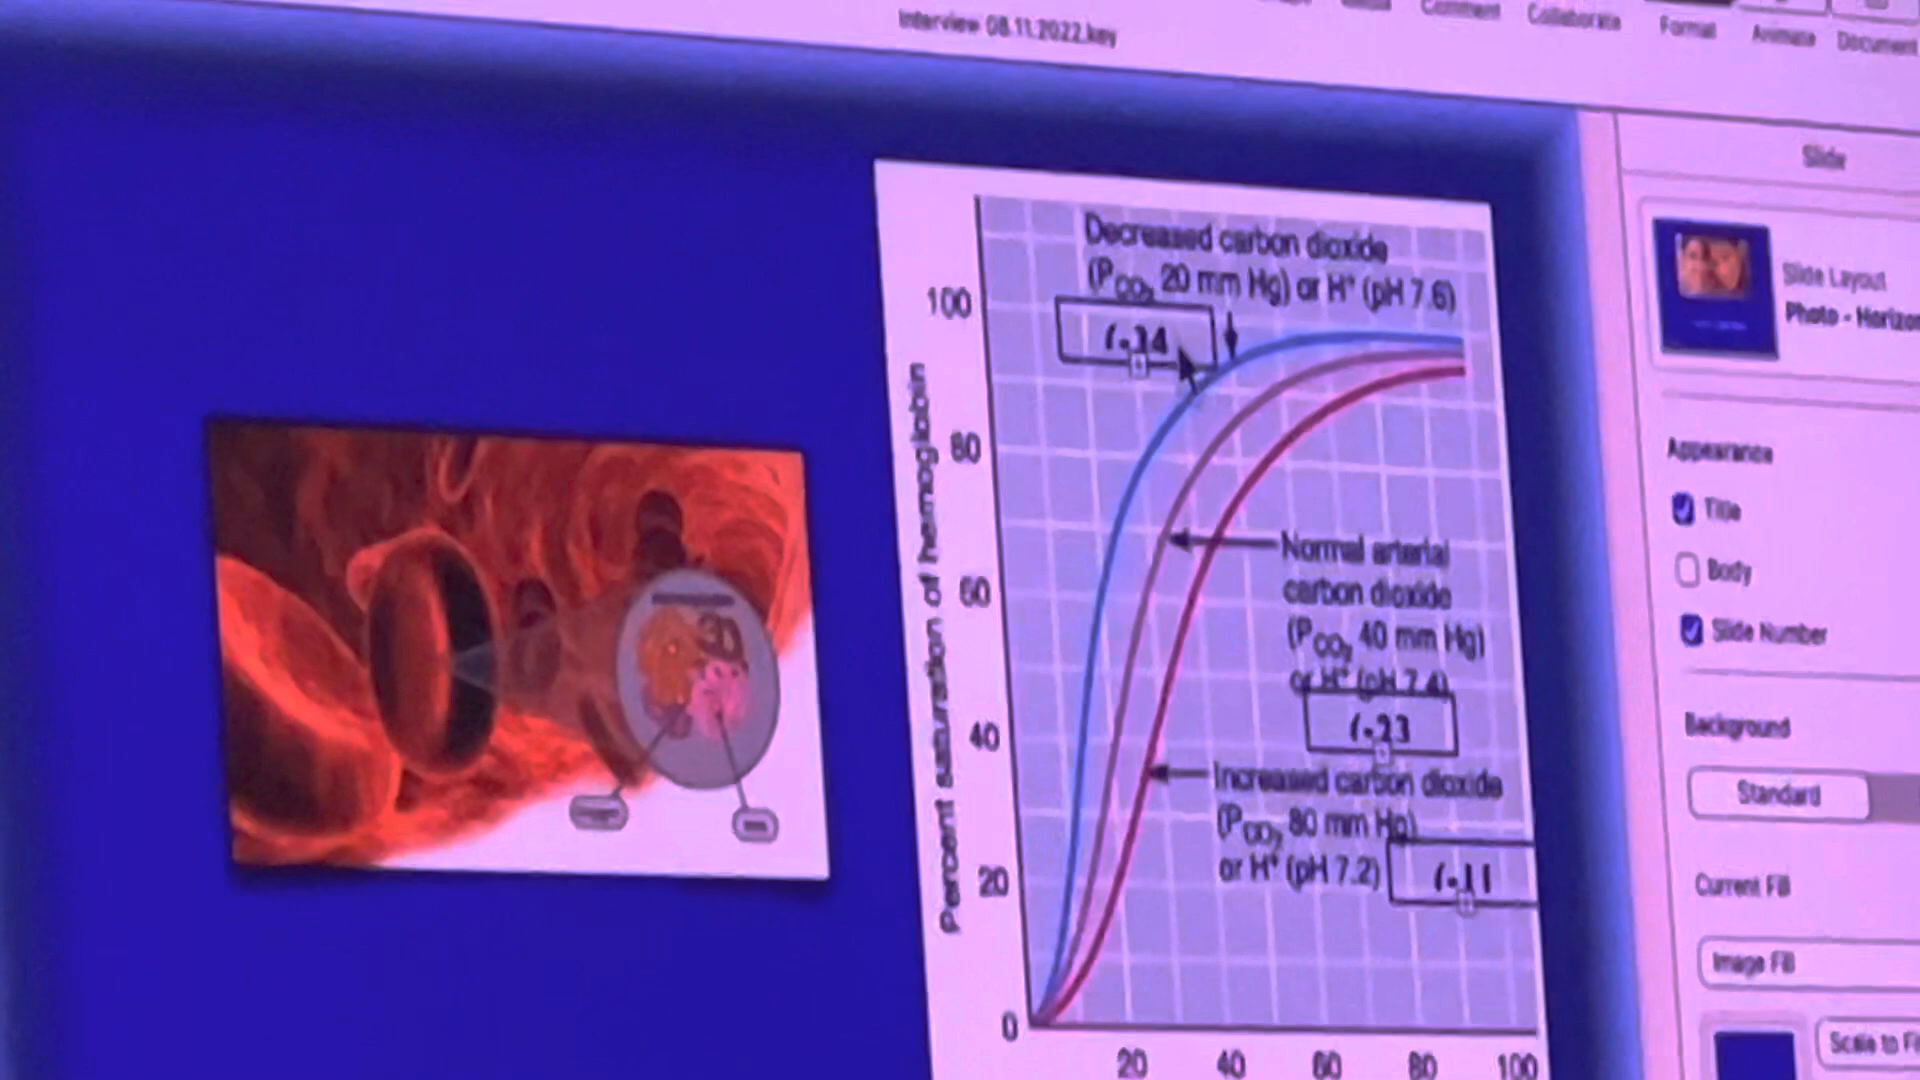 Interview 08.11.2022.key
Comment
Collaborate
Format
Animate
Document
Slide
Slide Layout
Photo - Horizon
Appearance
Title
Body
Slide Number
Background
Standard
Current Fill
Image Fill
Scale to Fi
Decreased carbon dioxide
(PCO₂ 20 mm Hg) or H⁺ (pH 7.6)
Normal arterial
carbon dioxide
(PCO₂ 40 mm Hg)
or H⁺ (pH 7.4)
Increased carbon dioxide
(PCO₂ 80 mm Hg)
or H⁺ (pH 7.2)
Percent saturation of hemoglobin
100
80
60
40
20
0
20
40
60
80
100
3D